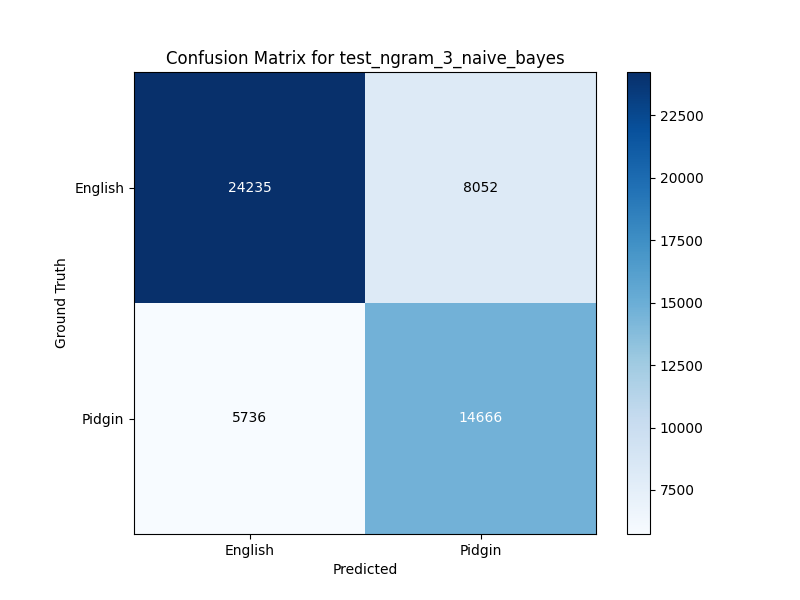 Confusion Matrix for test_ngram_3_naive_bayes
Ground Truth
English
24235
8052
Pidgin
5736
14666
English
Pidgin
Predicted
22500
20000
17500
15000
12500
10000
7500